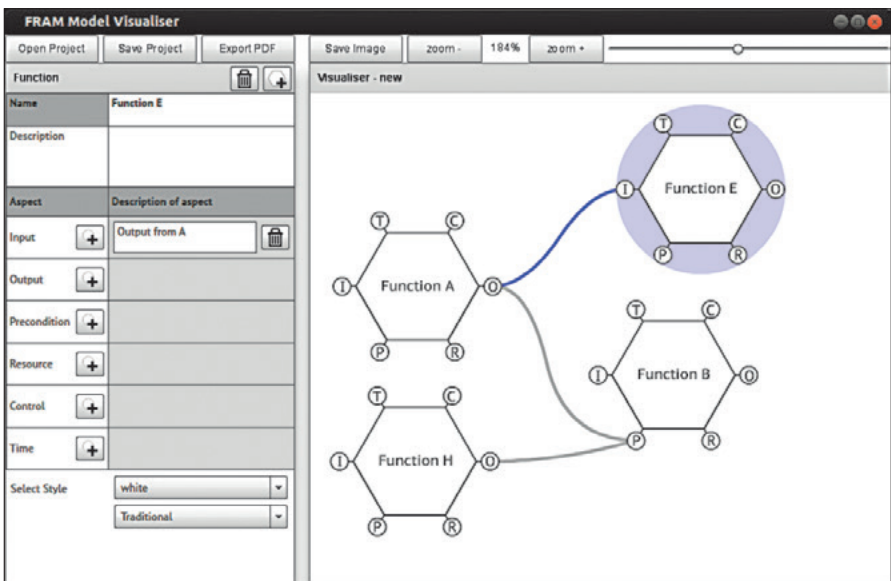 FRAM Model Visualiser
Open Project Save Project Export PDF Save Image zoom - 184% zoom +
Function
Name Function E
Description
Aspect Description of aspect
Input Output from A
Output
Precondition
Resource
Control
Time
Select Style white
Traditional
Visualiser - new
T C
I Function E O
P R
T C
I Function A O
P R
T C
I Function B O
P R
T C
I Function H O
P R